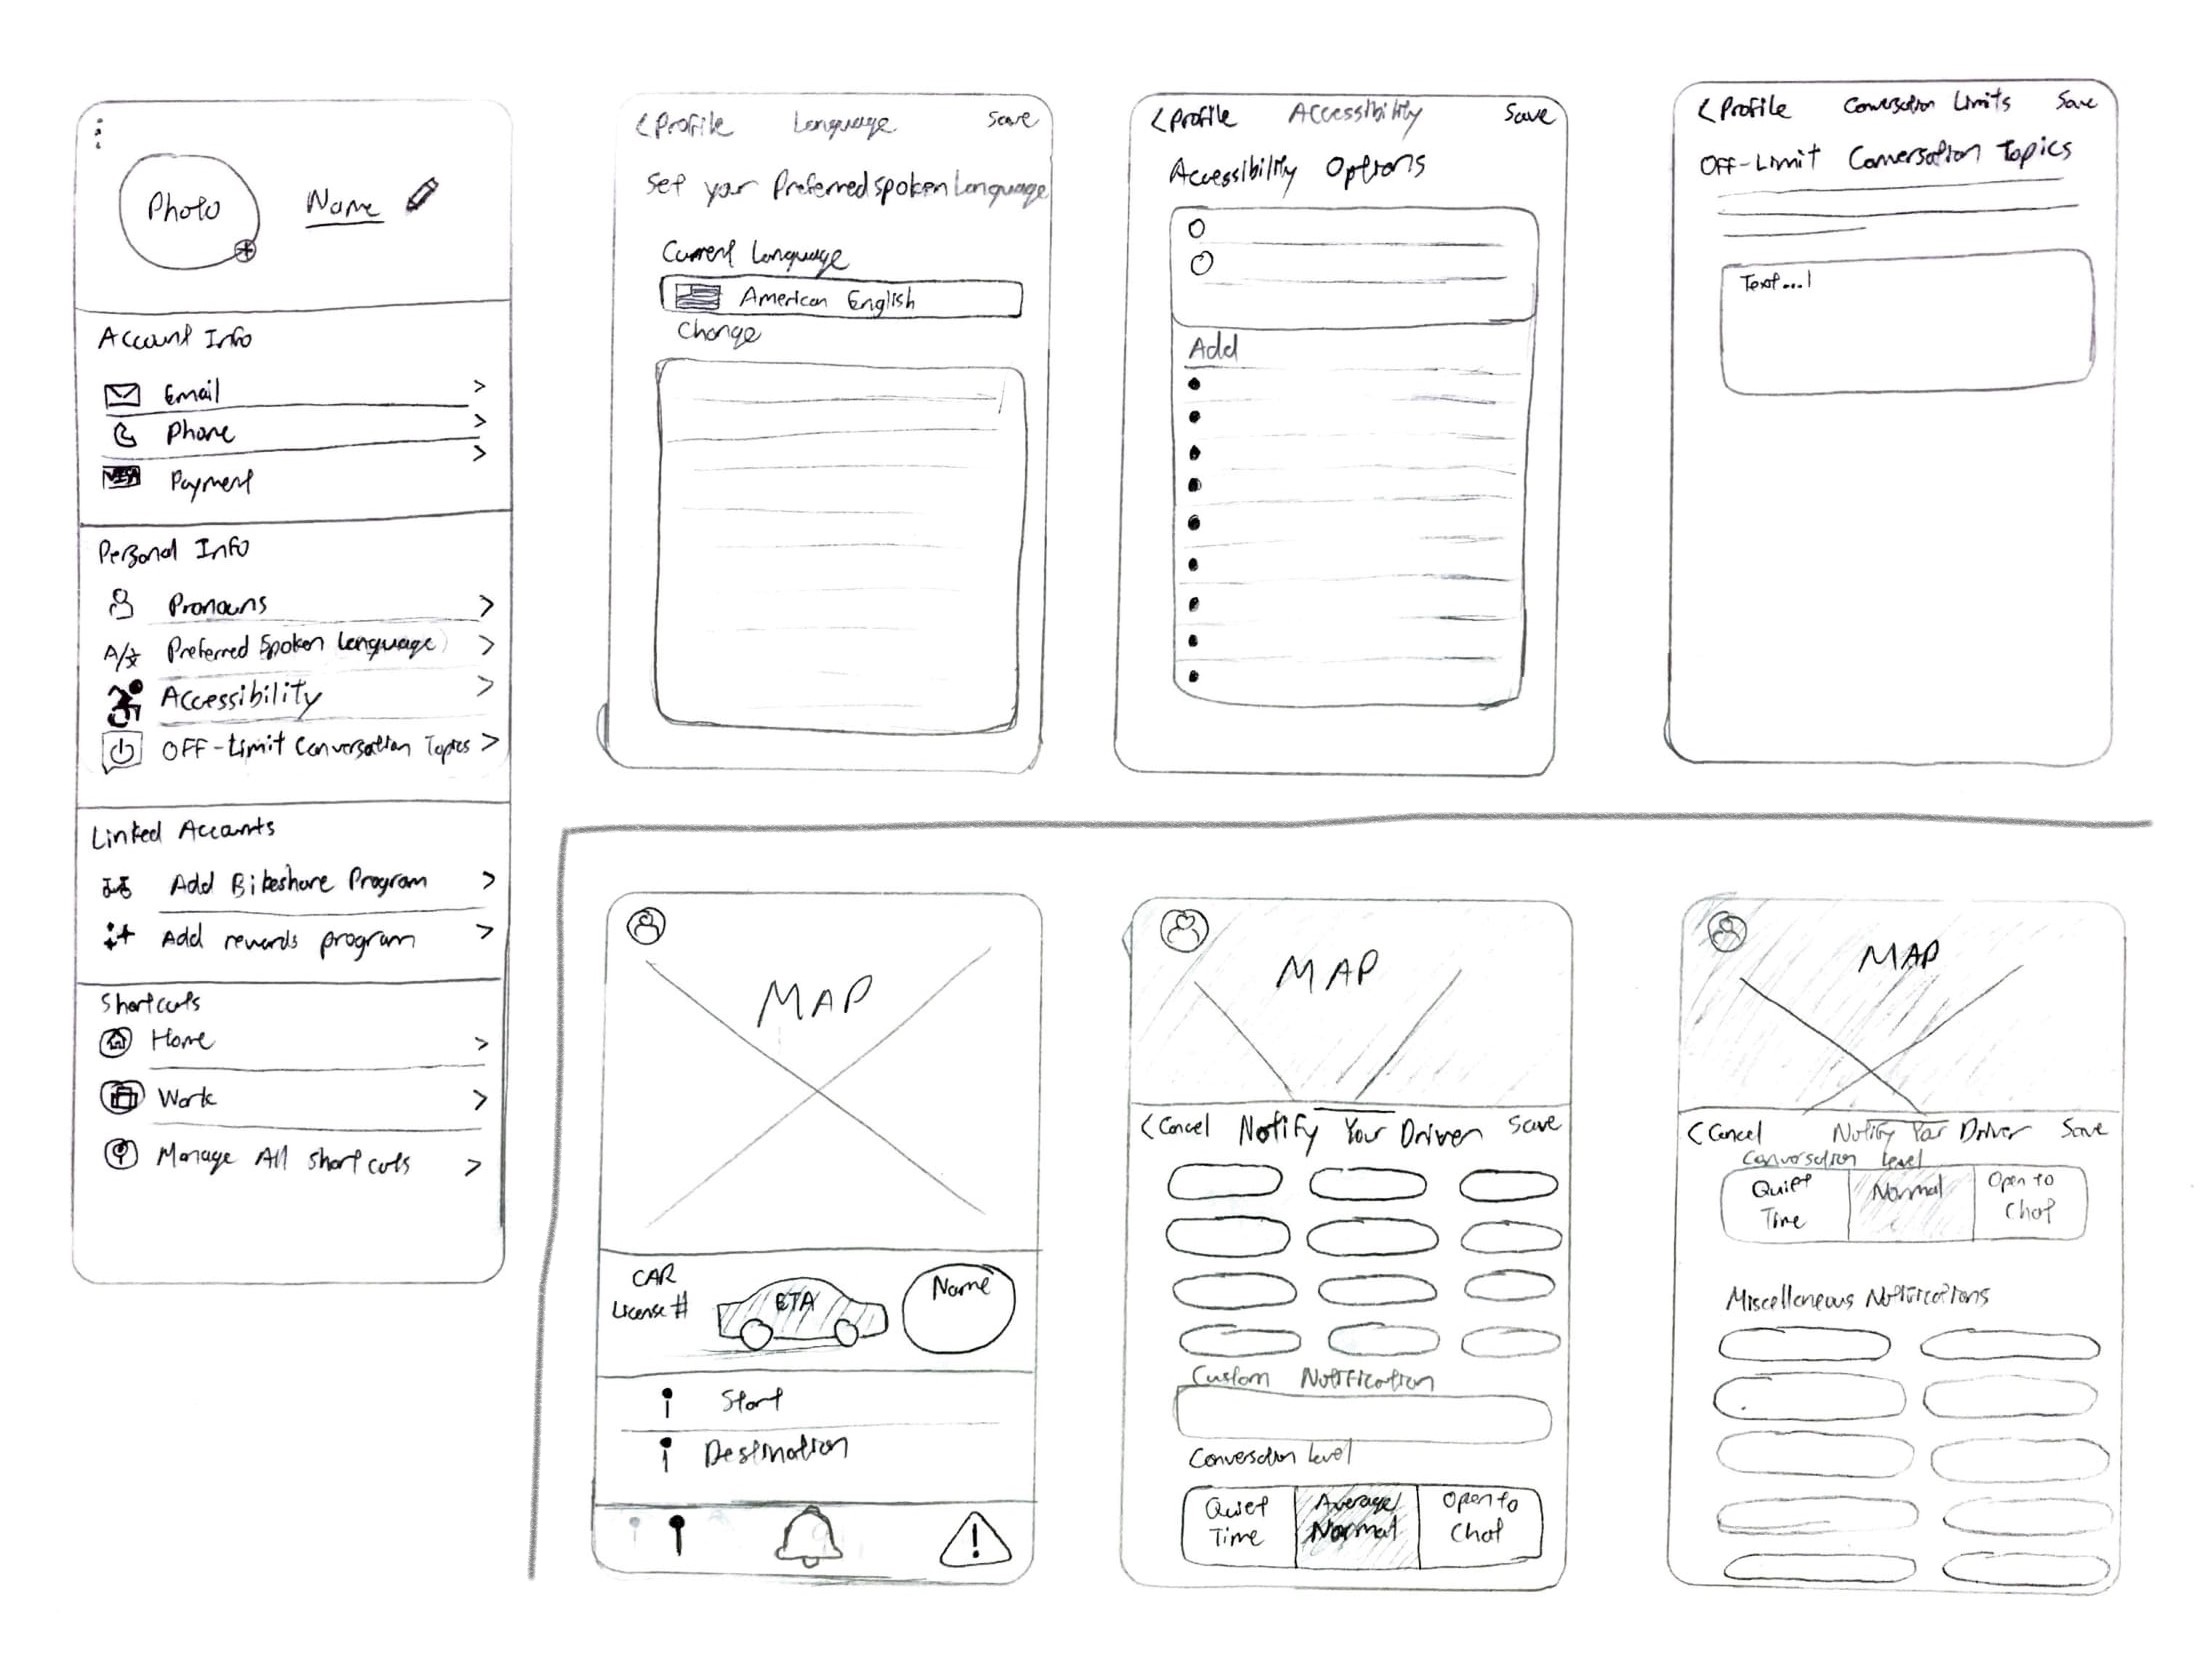 Photo
Name
Account Info
Email
Phone
VISA
Payment
Personal Info
Pronouns
A/文
Preferred Spoken Language
Accessibility
OFF-Limit Conversation Topics
Linked Accounts
Add Bikeshare Program
Add rewards program
Shortcuts
Home
Work
Manage All Shortcuts
< Profile Language Save
Set your Preferred Spoken Language
Current Language
American English
Change
< Profile Accessibility Save
Accessibility Options
Add
< Profile Conversation Limits Save
OFF-Limit Conversation Topics
Text...|
MAP
CAR
License #
ETA
Name
Start
Destination
!
MAP
< Cancel Notify Your Driver Save
Custom Notification
Conversation Level
Quiet Time
Average/ Normal
Open to Chat
MAP
< Cancel Notify Your Driver Save
Conversation Level
Quiet Time
Normal
Open to Chat
Miscellaneous Notifications